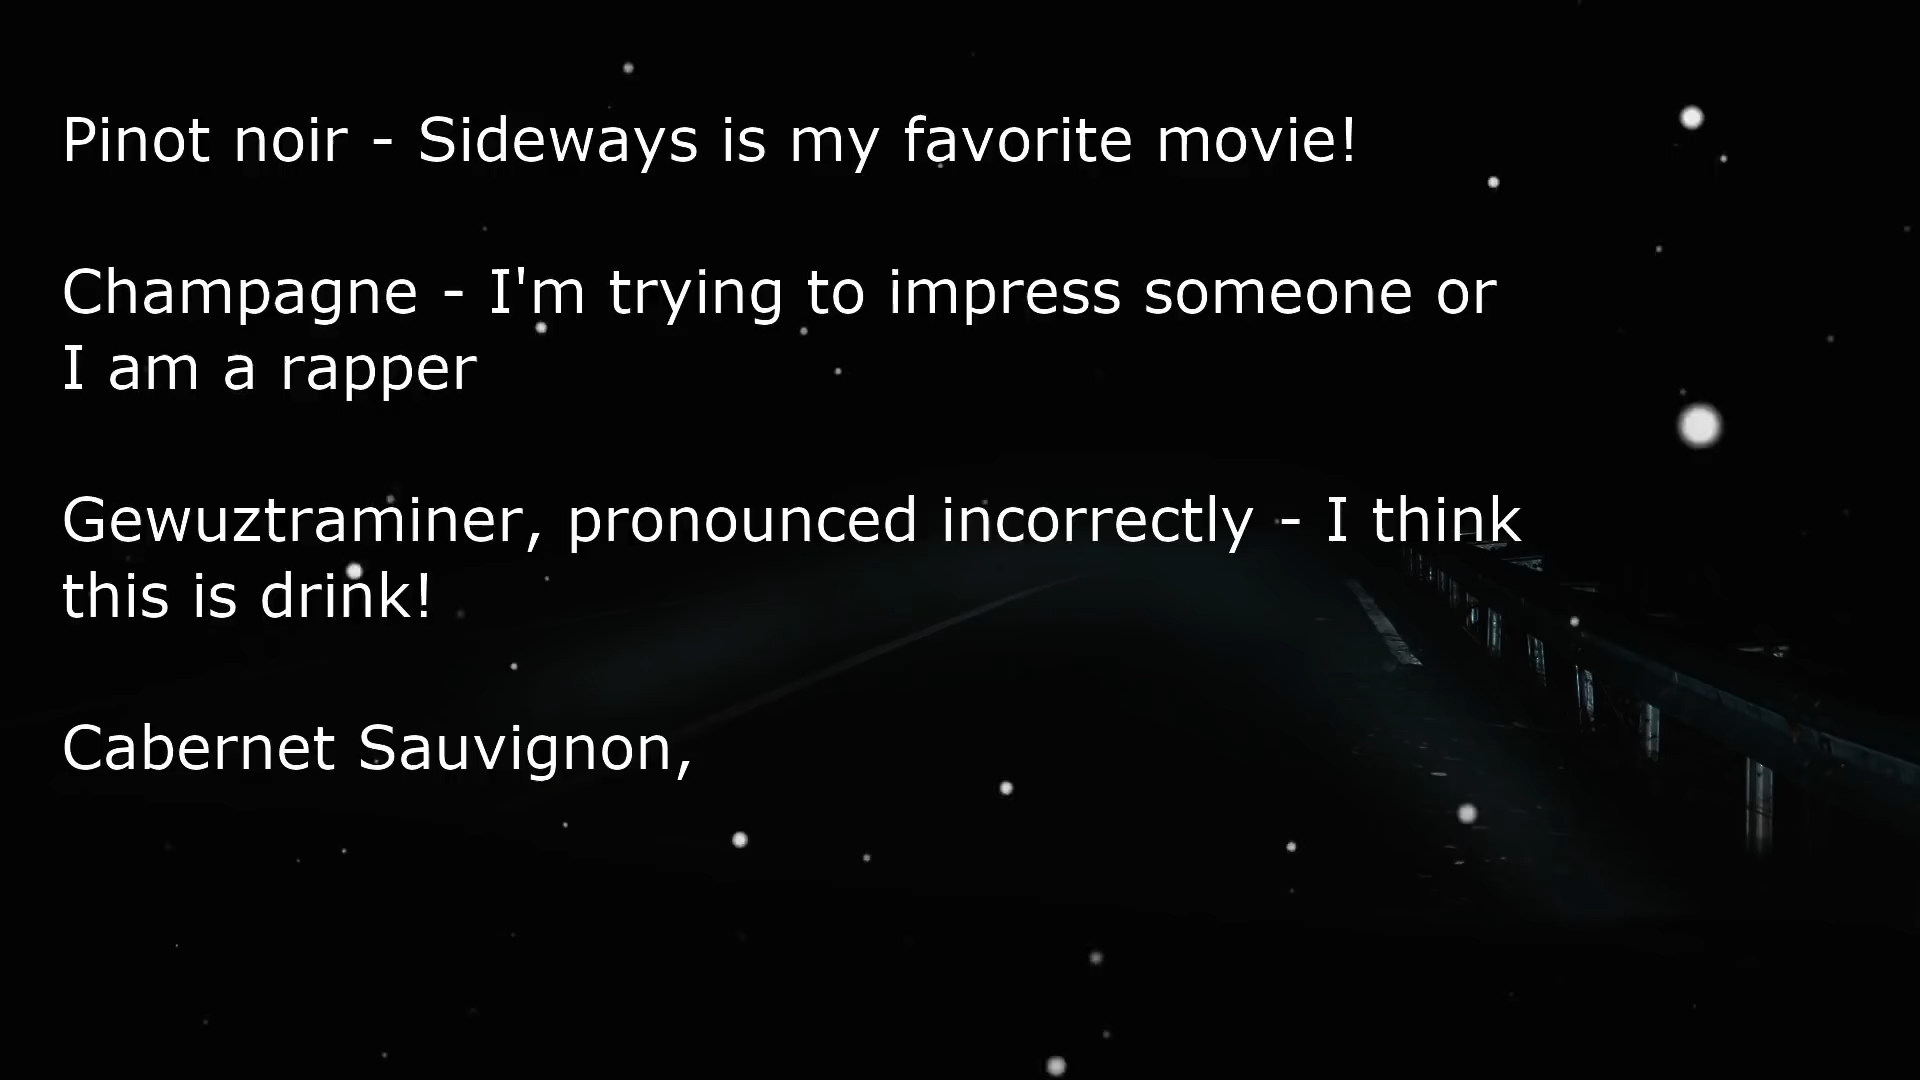 Pinot noir - Sideways is my favorite movie!
Champagne - I'm trying to impress someone or
I am a rapper
Gewuztraminer, pronounced incorrectly - I think
this is drink!
Cabernet Sauvignon,